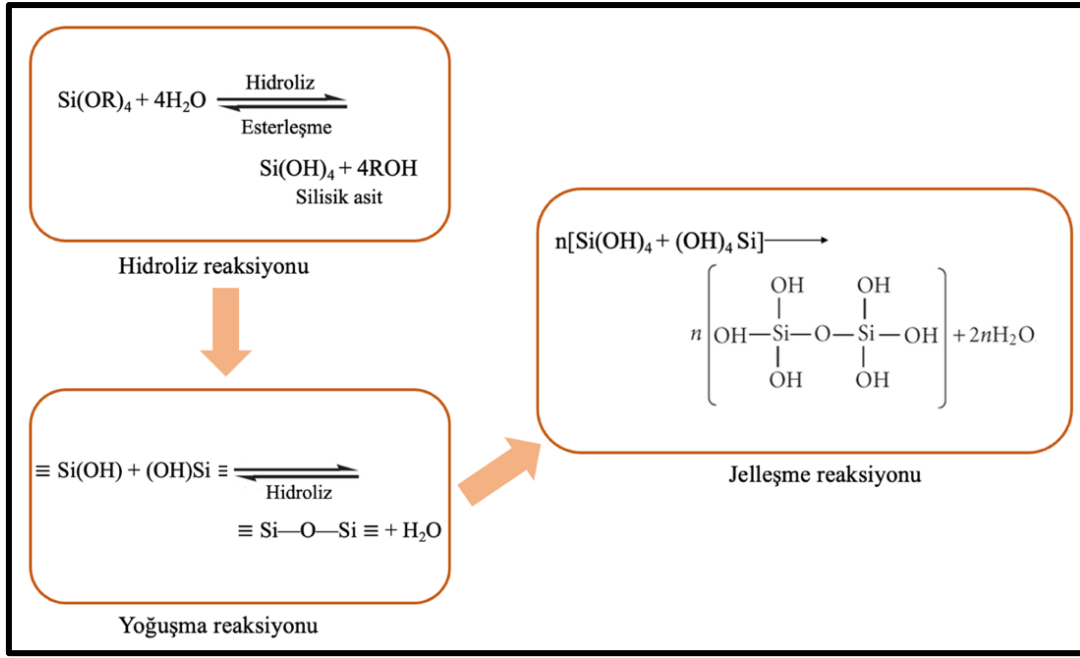 Si(OR)₄ + 4H₂O
Hidroliz
Esterleşme
Si(OH)₄ + 4ROH
Silisik asit
Hidroliz reaksiyonu
≡ Si(OH) + (OH)Si ≡
Hidroliz
≡ Si—O—Si ≡ + H₂O
Yoğuşma reaksiyonu
n[Si(OH)₄ + (OH)₄ Si]
OH OH
n OH—Si—O—Si—OH +2nH₂O
OH OH
Jelleşme reaksiyonu